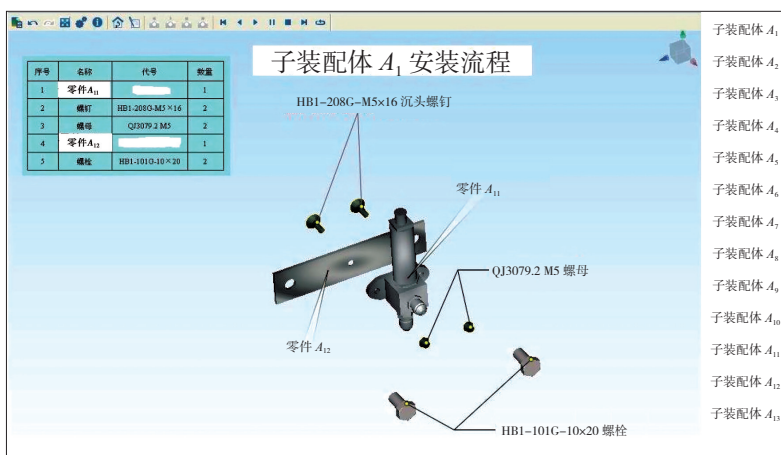 子装配体 A₁ 安装流程
序号 名称 代号 数量
1 零件A₁₁ 1
2 螺钉 HB1-208G-M5×16 2
3 螺母 QJ3079.2 M5 2
4 零件A₁₂ 1
5 螺栓 HB1-101G-10×20 2
HB1-208G-M5×16 沉头螺钉
零件 A₁₁
QJ3079.2 M5 螺母
零件 A₁₂
HB1-101G-10×20 螺栓
子装配体 A₁
子装配体 A₂
子装配体 A₃
子装配体 A₄
子装配体 A₅
子装配体 A₆
子装配体 A₇
子装配体 A₈
子装配体 A₉
子装配体 A₁₀
子装配体 A₁₁
子装配体 A₁₂
子装配体 A₁₃